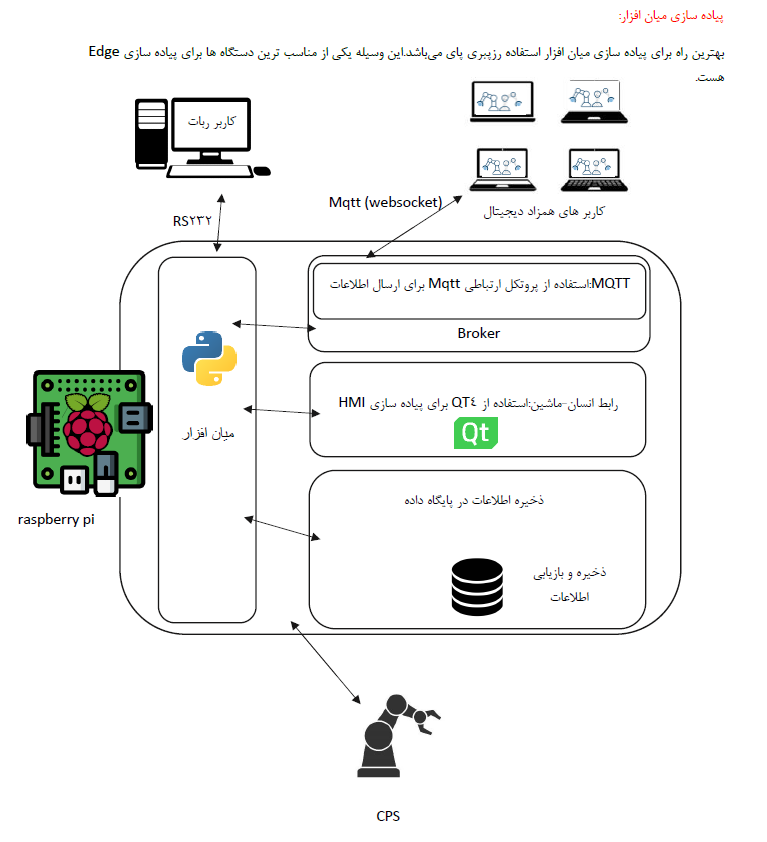 پیاده سازی میان افزار:
بهترین راه برای پیاده سازی میان افزار استفاده رزپبری پای می‌باشد.این وسیله یکی از مناسب ترین دستگاه ها برای پیاده سازی Edge
هست.
کاربر ربات
کاربر های همزاد دیجیتال
Mqtt (websocket)
RS۲۳۲
MQTT:استفاده از پروتکل ارتباطی Mqtt برای ارسال اطلاعات
Broker
رابط انسان-ماشین:استفاده از QT٤ برای پیاده سازی HMI
Qt
میان افزار
ذخیره اطلاعات در پایگاه داده
ذخیره و بازیابی
اطلاعات
raspberry pi
CPS